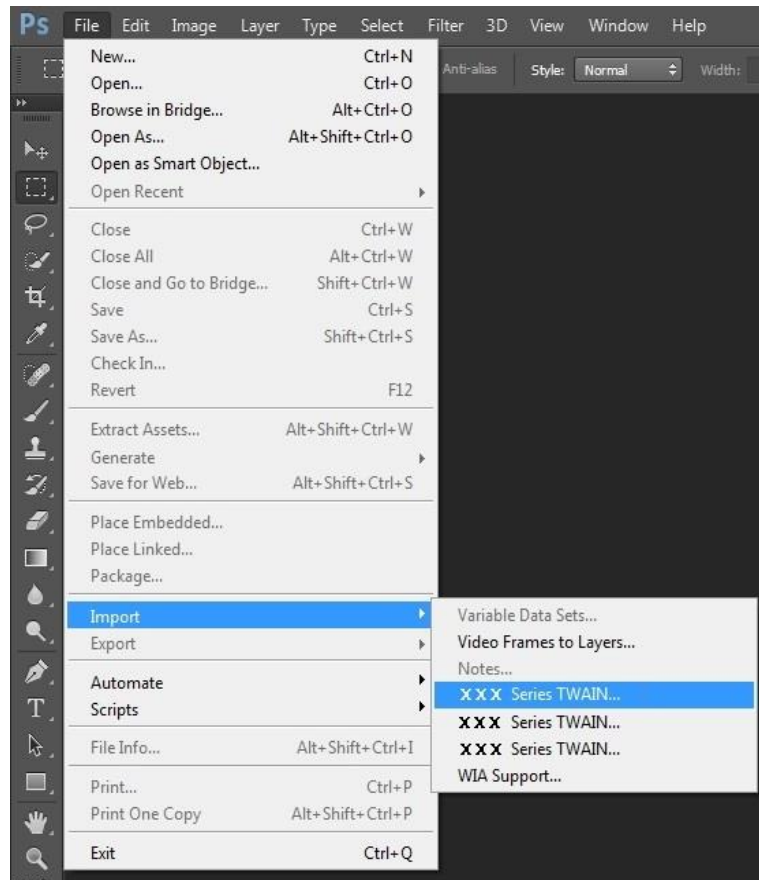 Ps File Edit Image Layer Type Select Filter 3D View Window Help
Anti-alias Style: Normal Width:
New... Ctrl+N
Open... Ctrl+O
Browse in Bridge... Alt+Ctrl+O
Open As... Alt+Shift+Ctrl+O
Open as Smart Object...
Open Recent
Close Ctrl+W
Close All Alt+Ctrl+W
Close and Go to Bridge... Shift+Ctrl+W
Save Ctrl+S
Save As... Shift+Ctrl+S
Check In...
Revert F12
Extract Assets... Alt+Shift+Ctrl+W
Generate
Save for Web... Alt+Shift+Ctrl+S
Place Embedded...
Place Linked...
Package...
Import
Export
Automate
Scripts
File Info... Alt+Shift+Ctrl+I
Print... Ctrl+P
Print One Copy Alt+Shift+Ctrl+P
Exit Ctrl+Q
Variable Data Sets...
Video Frames to Layers...
Notes...
XXX Series TWAIN...
XXX Series TWAIN...
XXX Series TWAIN...
WIA Support...
T